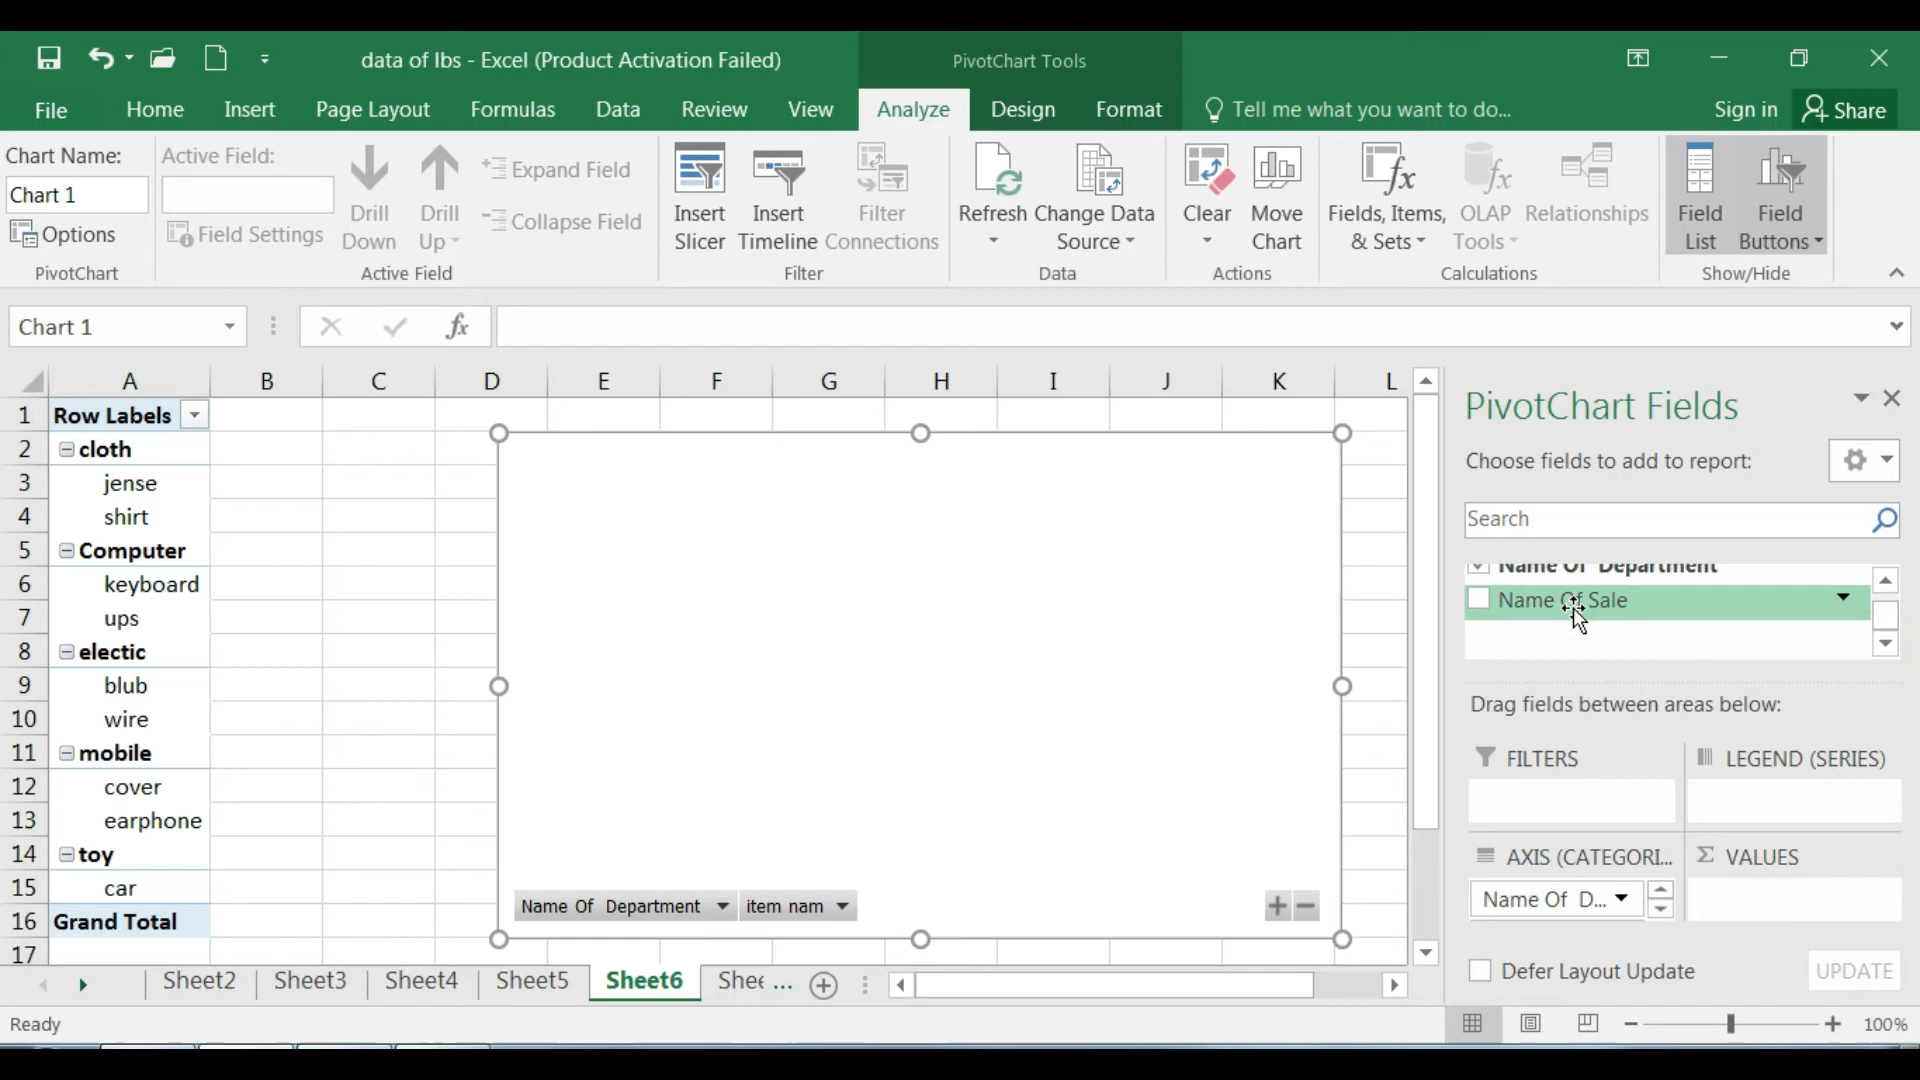 data of lbs - Excel (Product Activation Failed)
PivotChart Tools
File Home Insert Page Layout Formulas Data Review View Analyze Design Format Tell me what you want to do... Sign in Share
Chart Name:
Chart 1
Options
PivotChart
Active Field:
Field Settings
Drill Down
Drill Up
Expand Field
Collapse Field
Active Field
Insert Slicer
Insert Timeline
Filter Connections
Filter
Refresh
Change Data Source
Data
Clear
Move Chart
Actions
Fields, Items, & Sets
OLAP Tools
Relationships
Calculations
Field List
Field Buttons
Show/Hide
Chart 1
fx
A B C D E F G H I J K L
1 Row Labels
2 cloth
3 jense
4 shirt
5 Computer
6 keyboard
7 ups
8 electic
9 blub
10 wire
11 mobile
12 cover
13 earphone
14 toy
15 car
16 Grand Total
17
Name Of Department item nam
PivotChart Fields
Choose fields to add to report:
Search
Name Of Department
Name Of Sale
Drag fields between areas below:
FILTERS
LEGEND (SERIES)
AXIS (CATEGORI...
VALUES
Name Of D...
Defer Layout Update
UPDATE
Sheet2 Sheet3 Sheet4 Sheet5 Sheet6 Shee ...
Ready
100%